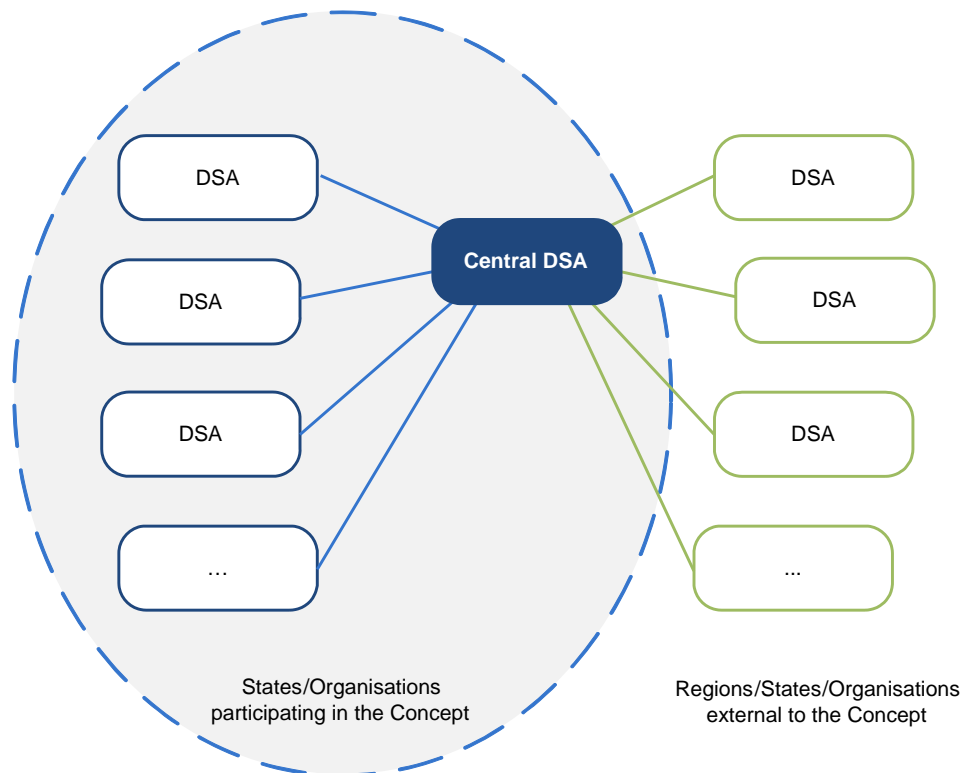 DSA
DSA
Central DSA
DSA
DSA
DSA
DSA
…
...
States/Organisations
participating in the Concept
Regions/States/Organisations
external to the Concept